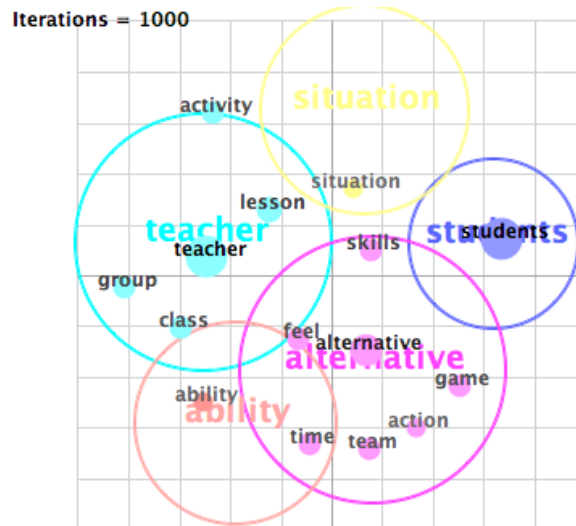 Iterations = 1000
situation
activity
situation
lesson
teacher
teacher
students
students
skills
group
class
feel
alternative
alternative
game
ability
ability
action
time
team